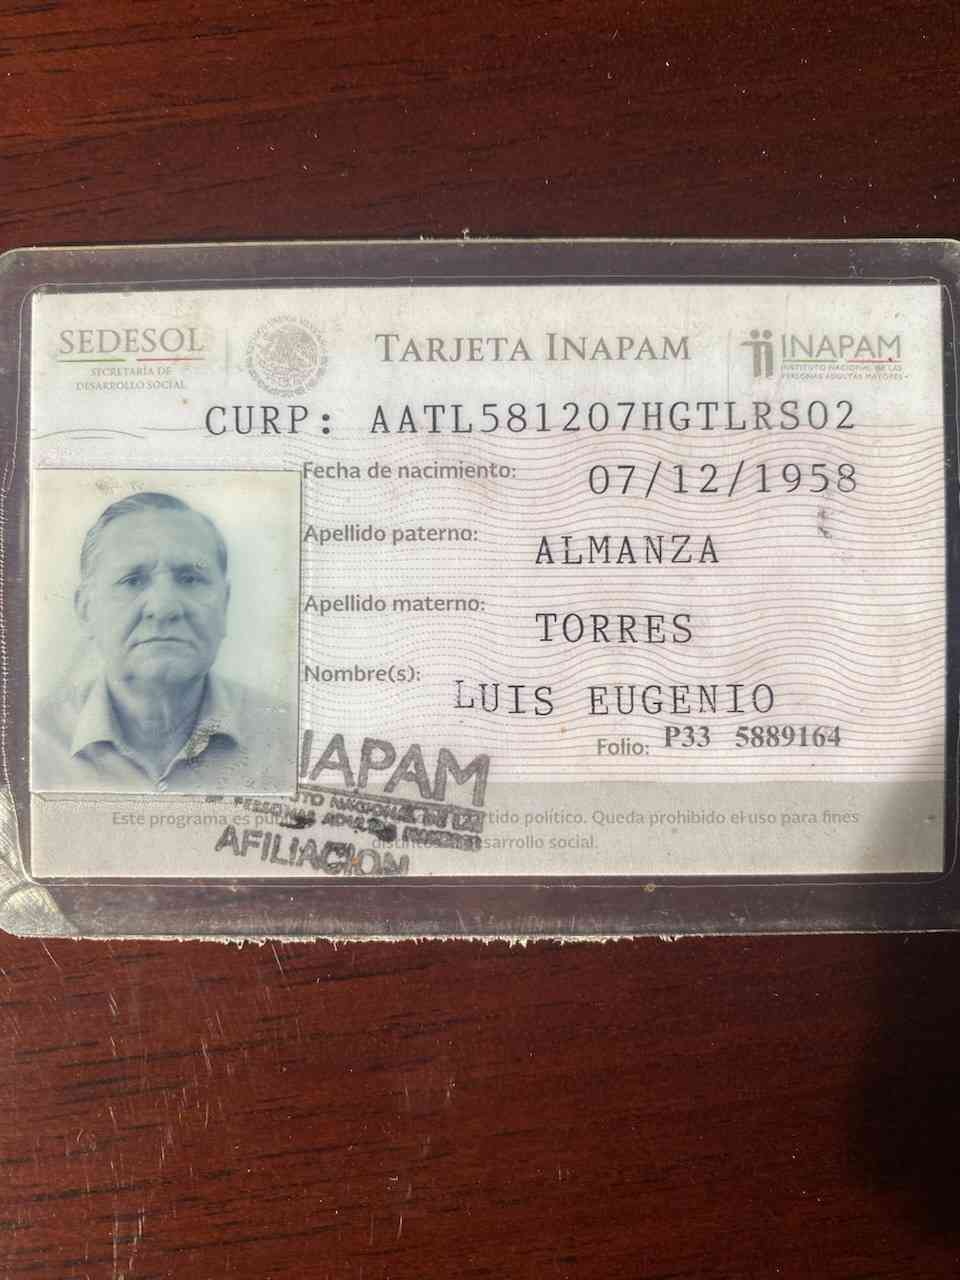 SEDESOL
SECRETARÍA DE
DESARROLLO SOCIAL
TARJETA INAPAM
INAPAM
INSTITUTO NACIONAL DE LAS
PERSONAS ADULTAS MAYORES
CURP: AATL581207HGTLRS02
Fecha de nacimiento: 07/12/1958
Apellido paterno: ALMANZA
Apellido materno: TORRES
Nombre(s): LUIS EUGENIO
Folio: P33 5889164
Este programa es tido político. Queda prohibido el uso para fines
sarrollo social.
AFILIACION